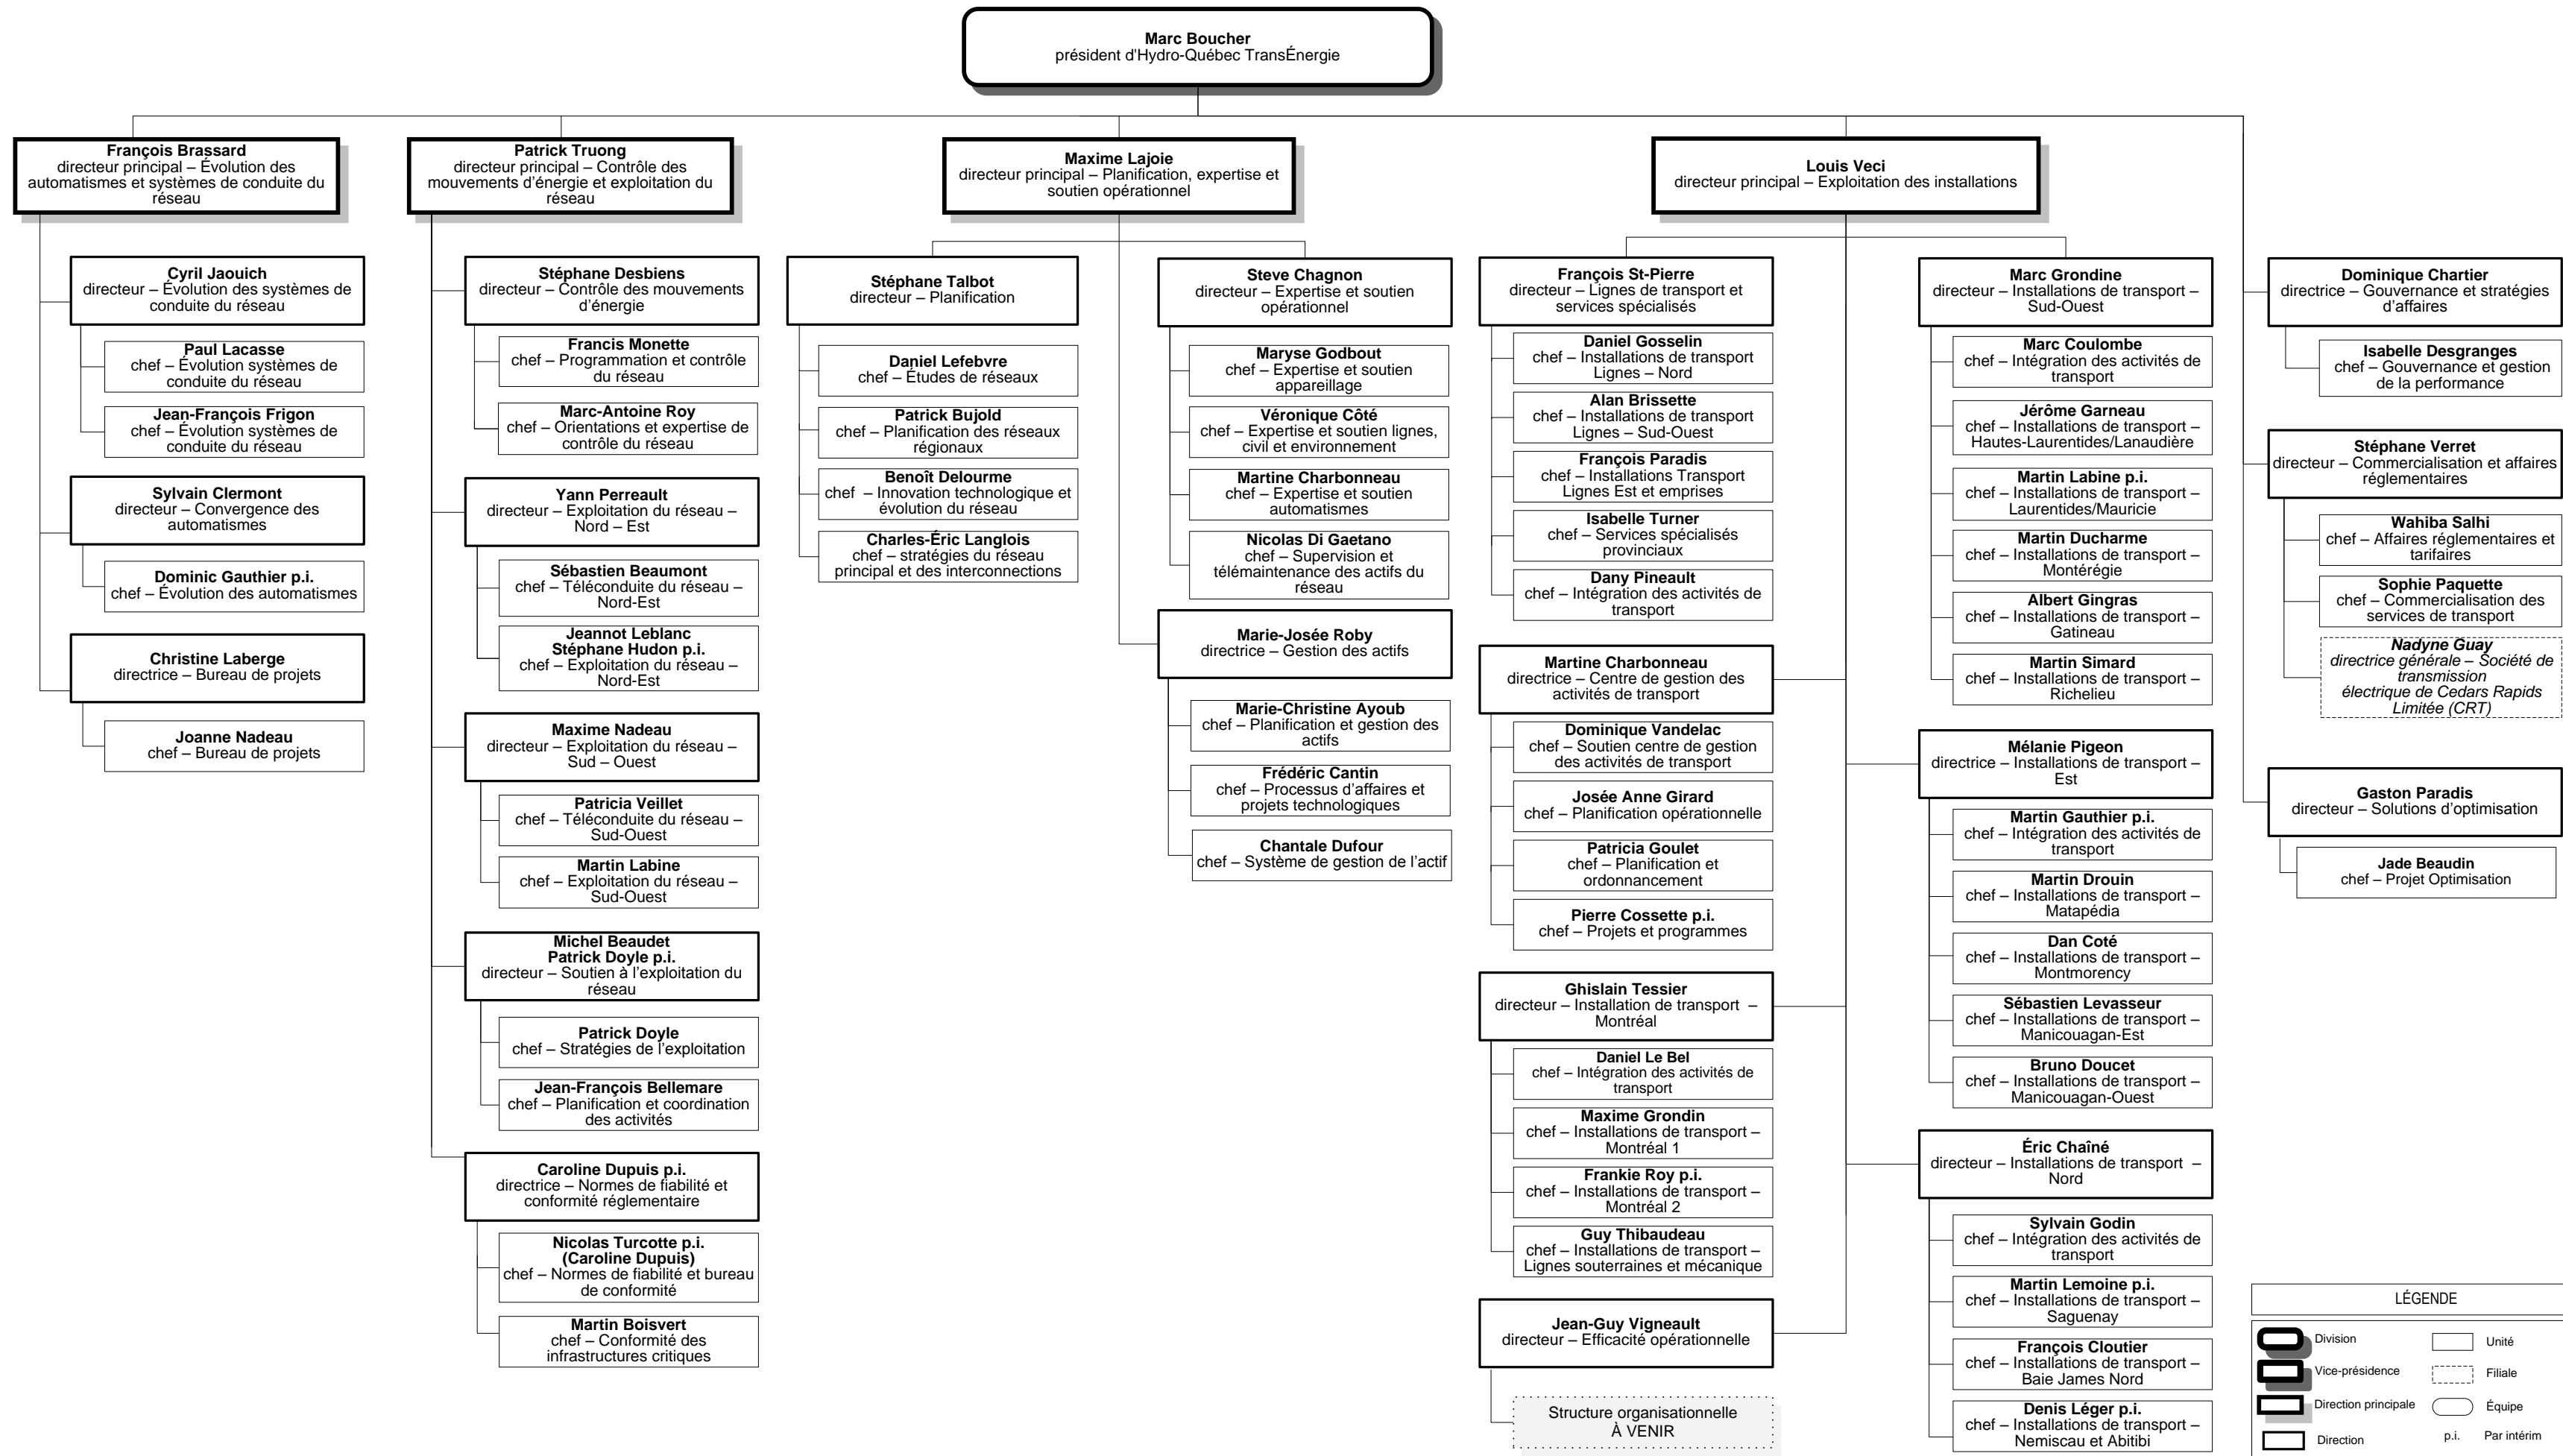 Marc Boucher
président d'Hydro-Québec TransÉnergie
François Brassard
directeur principal – Évolution des
automatismes et systèmes de conduite du
réseau
Cyril Jaouich
directeur – Évolution des systèmes de
conduite du réseau
Paul Lacasse
chef – Évolution systèmes de
conduite du réseau
Jean-François Frigon
chef – Évolution systèmes de
conduite du réseau
Sylvain Clermont
directeur – Convergence des
automatismes
Dominic Gauthier p.i.
chef – Évolution des automatismes
Christine Laberge
directrice – Bureau de projets
Joanne Nadeau
chef – Bureau de projets
Patrick Truong
directeur principal – Contrôle des
mouvements d'énergie et exploitation du
réseau
Stéphane Desbiens
directeur – Contrôle des mouvements
d'énergie
Francis Monette
chef – Programmation et contrôle
du réseau
Marc-Antoine Roy
chef – Orientations et expertise de
contrôle du réseau
Yann Perreault
directeur – Exploitation du réseau –
Nord – Est
Sébastien Beaumont
chef – Téléconduite du réseau –
Nord-Est
Jeannot Leblanc
Stéphane Hudon p.i.
chef – Exploitation du réseau –
Nord-Est
Maxime Nadeau
directeur – Exploitation du réseau –
Sud – Ouest
Patricia Veillet
chef – Téléconduite du réseau –
Sud-Ouest
Martin Labine
chef – Exploitation du réseau –
Sud-Ouest
Michel Beaudet
Patrick Doyle p.i.
directeur – Soutien à l'exploitation du
réseau
Patrick Doyle
chef – Stratégies de l'exploitation
Jean-François Bellemare
chef – Planification et coordination
des activités
Caroline Dupuis p.i.
directrice – Normes de fiabilité et
conformité réglementaire
Nicolas Turcotte p.i.
(Caroline Dupuis)
chef – Normes de fiabilité et bureau
de conformité
Martin Boisvert
chef – Conformité des
infrastructures critiques
Maxime Lajoie
directeur principal – Planification, expertise et
soutien opérationnel
Stéphane Talbot
directeur – Planification
Daniel Lefebvre
chef – Études de réseaux
Patrick Bujold
chef – Planification des réseaux
régionaux
Benoît Delourme
chef – Innovation technologique et
évolution du réseau
Charles-Éric Langlois
chef – stratégies du réseau
principal et des interconnections
Steve Chagnon
directeur – Expertise et soutien
opérationnel
Maryse Godbout
chef – Expertise et soutien
appareillage
Véronique Côté
chef – Expertise et soutien lignes,
civil et environnement
Martine Charbonneau
chef – Expertise et soutien
automatismes
Nicolas Di Gaetano
chef – Supervision et
télémaintenance des actifs du
réseau
Marie-Josée Roby
directrice – Gestion des actifs
Marie-Christine Ayoub
chef – Planification et gestion des
actifs
Frédéric Cantin
chef – Processus d'affaires et
projets technologiques
Chantale Dufour
chef – Système de gestion de l'actif
Louis Veci
directeur principal – Exploitation des installations
François St-Pierre
directeur – Lignes de transport et
services spécialisés
Daniel Gosselin
chef – Installations de transport
Lignes – Nord
Alan Brissette
chef – Installations de transport
Lignes – Sud-Ouest
François Paradis
chef – Installations Transport
Lignes Est et emprises
Isabelle Turner
chef – Services spécialisés
provinciaux
Dany Pineault
chef – Intégration des activités de
transport
Martine Charbonneau
directrice – Centre de gestion des
activités de transport
Dominique Vandelac
chef – Soutien centre de gestion
des activités de transport
Josée Anne Girard
chef – Planification opérationnelle
Patricia Goulet
chef – Planification et
ordonnancement
Pierre Cossette p.i.
chef – Projets et programmes
Ghislain Tessier
directeur – Installation de transport –
Montréal
Daniel Le Bel
chef – Intégration des activités de
transport
Maxime Grondin
chef – Installations de transport –
Montréal 1
Frankie Roy p.i.
chef – Installations de transport –
Montréal 2
Guy Thibaudeau
chef – Installations de transport –
Lignes souterraines et mécanique
Jean-Guy Vigneault
directeur – Efficacité opérationnelle
Structure organisationnelle
À VENIR
Marc Grondine
directeur – Installations de transport –
Sud-Ouest
Marc Coulombe
chef – Intégration des activités de
transport
Jérôme Garneau
chef – Installations de transport –
Hautes-Laurentides/Lanaudière
Martin Labine p.i.
chef – Installations de transport –
Laurentides/Mauricie
Martin Ducharme
chef – Installations de transport –
Montérégie
Albert Gingras
chef – Installations de transport –
Gatineau
Martin Simard
chef – Installations de transport –
Richelieu
Mélanie Pigeon
directrice – Installations de transport –
Est
Martin Gauthier p.i.
chef – Intégration des activités de
transport
Martin Drouin
chef – Installations de transport –
Matapédia
Dan Coté
chef – Installations de transport –
Montmorency
Sébastien Levasseur
chef – Installations de transport –
Manicouagan-Est
Bruno Doucet
chef – Installations de transport –
Manicouagan-Ouest
Éric Chaîné
directeur – Installations de transport –
Nord
Sylvain Godin
chef – Intégration des activités de
transport
Martin Lemoine p.i.
chef – Installations de transport –
Saguenay
François Cloutier
chef – Installations de transport –
Baie James Nord
Denis Léger p.i.
chef – Installations de transport –
Nemiscau et Abitibi
Dominique Chartier
directrice – Gouvernance et stratégies
d'affaires
Isabelle Desgranges
chef – Gouvernance et gestion
de la performance
Stéphane Verret
directeur – Commercialisation et affaires
réglementaires
Wahiba Salhi
chef – Affaires réglementaires et
tarifaires
Sophie Paquette
chef – Commercialisation des
services de transport
Nadyne Guay
directrice générale – Société de
transmission
électrique de Cedars Rapids
Limitée (CRT)
Gaston Paradis
directeur – Solutions d'optimisation
Jade Beaudin
chef – Projet Optimisation
LÉGENDE
Division
Unité
Vice-présidence
Filiale
Direction principale
Équipe
Direction
p.i. Par intérim